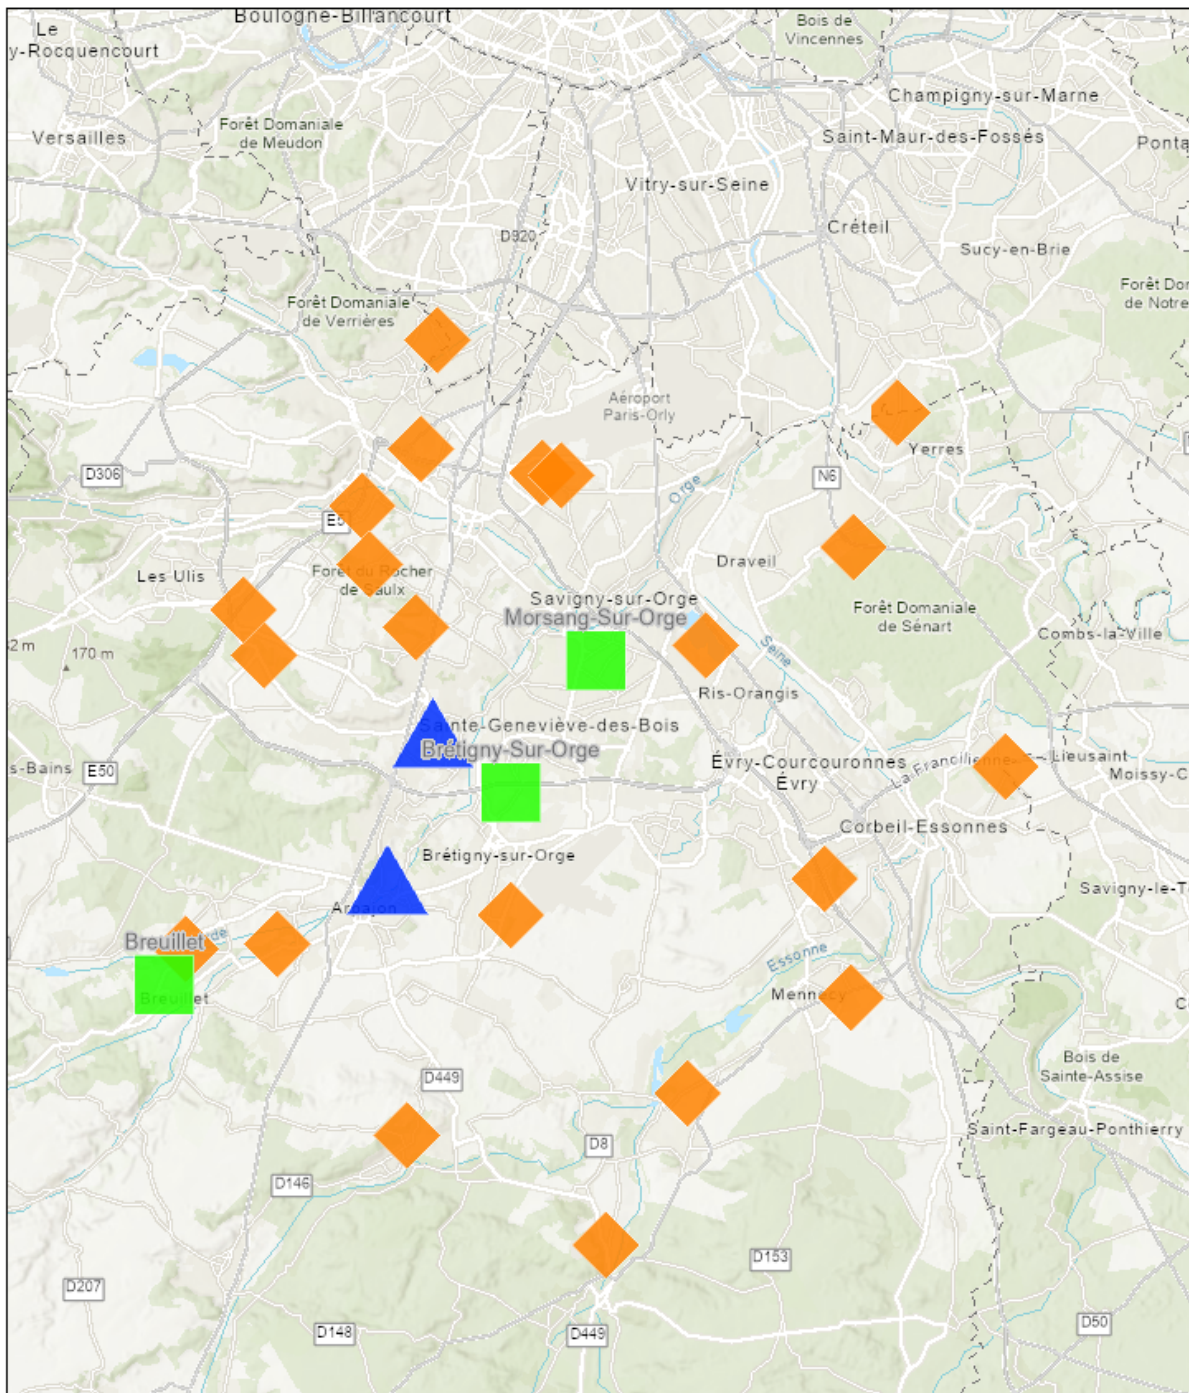 Boulogne-Billancourt
Le
y-Rocquencourt
Bois de
Vincennes
Champigny-sur-Marne
Versailles
Forêt Domaniale
de Meudon
Saint-Maur-des-Fossés
Ponta
Vitry-sur-Seine
Créteil
D920
Sucy-en-Brie
Forêt Dom
de Notre
Forêt Domaniale
de Verrières
Aéroport
Paris-Orly
Yerres
D306
N6
Orge
E5
Draveil
Les Ulis
Forêt du Rocher
de Saulx
Savigny-sur-Orge
Morsang-Sur-Orge
Forêt Domaniale
de Sénart
Combs-la-Ville
2 m
170 m
Seine
Ris-Orangis
Sainte-Geneviève-des-Bois
Brétigny-Sur-Orge
s-Bains
E50
Évry-Courcouronnes
Évry
La Francilienne
Lieusaint
Moissy-C
Corbeil-Essonnes
Brétigny-sur-Orge
Savigny-le-T
Arpajon
Breuillet
de
Essonne
Breuillet
Mennecy
C
Bois de
Sainte-Assise
D449
Saint-Fargeau-Ponthierry
D8
D146
D153
D207
D148
D449
D50